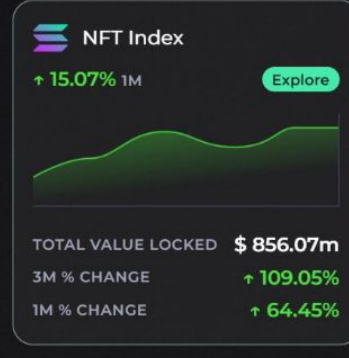 NFT Index
↑ 15.07% 1M
Explore
TOTAL VALUE LOCKED $ 856.07m
3M % CHANGE ↑ 109.05%
1M % CHANGE ↑ 64.45%